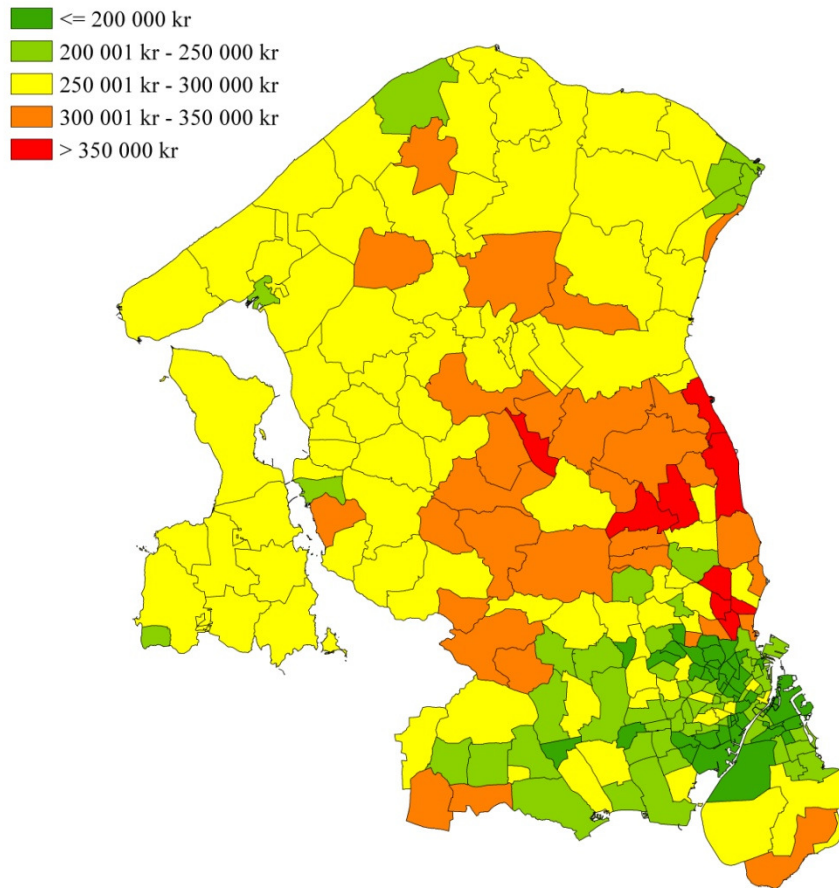 <= 200 000 kr
200 001 kr - 250 000 kr
250 001 kr - 300 000 kr
300 001 kr - 350 000 kr
> 350 000 kr